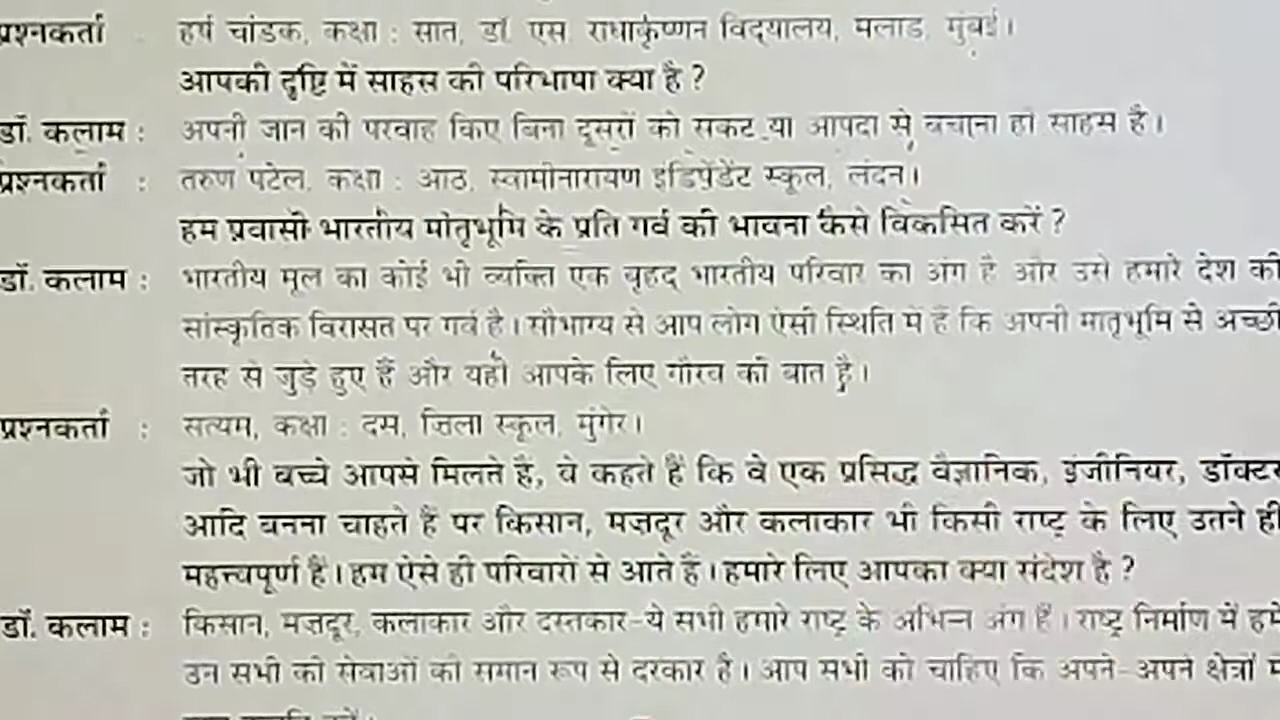 प्रश्नकर्ता : हर्ष चांडक, कक्षा : सात, डॉ. एस. राधाकृष्णन विद्यालय, मलाड, मुंबई।
आपकी दृष्टि में साहस की परिभाषा क्या है ?
डॉ. कलाम : अपनी जान की परवाह किए बिना दूसरों को संकट या आपदा से बचाना ही साहस है।
प्रश्नकर्ता : तरुण पटेल, कक्षा : आठ, स्वामीनारायण इंडिपेंडेंट स्कूल, लंदन।
हम प्रवासी भारतीय मातृभूमि के प्रति गर्व की भावना कैसे विकसित करें ?
डॉ. कलाम : भारतीय मूल का कोई भी व्यक्ति एक बृहद् भारतीय परिवार का अंग है और उसे हमारे देश की
सांस्कृतिक विरासत पर गर्व है। सौभाग्य से आप लोग ऐसी स्थिति में हैं कि अपनी मातृभूमि से अच्छी
तरह से जुड़े हुए हैं और यही आपके लिए गौरव की बात है।
प्रश्नकर्ता : सत्यम, कक्षा : दस, ज़िला स्कूल, मुंगेर।
जो भी बच्चे आपसे मिलते हैं, वे कहते हैं कि वे एक प्रसिद्ध वैज्ञानिक, इंजीनियर, डॉक्टर
आदि बनना चाहते हैं पर किसान, मज़दूर और कलाकार भी किसी राष्ट्र के लिए उतने ही
महत्त्वपूर्ण हैं। हम ऐसे ही परिवारों से आते हैं। हमारे लिए आपका क्या संदेश है ?
डॉ. कलाम : किसान, मज़दूर, कलाकार और दस्तकार-ये सभी हमारे राष्ट्र के अभिन्न अंग हैं। राष्ट्र निर्माण में हमें
उन सभी की सेवाओं की समान रूप से दरकार है। आप सभी को चाहिए कि अपने-अपने क्षेत्रों में